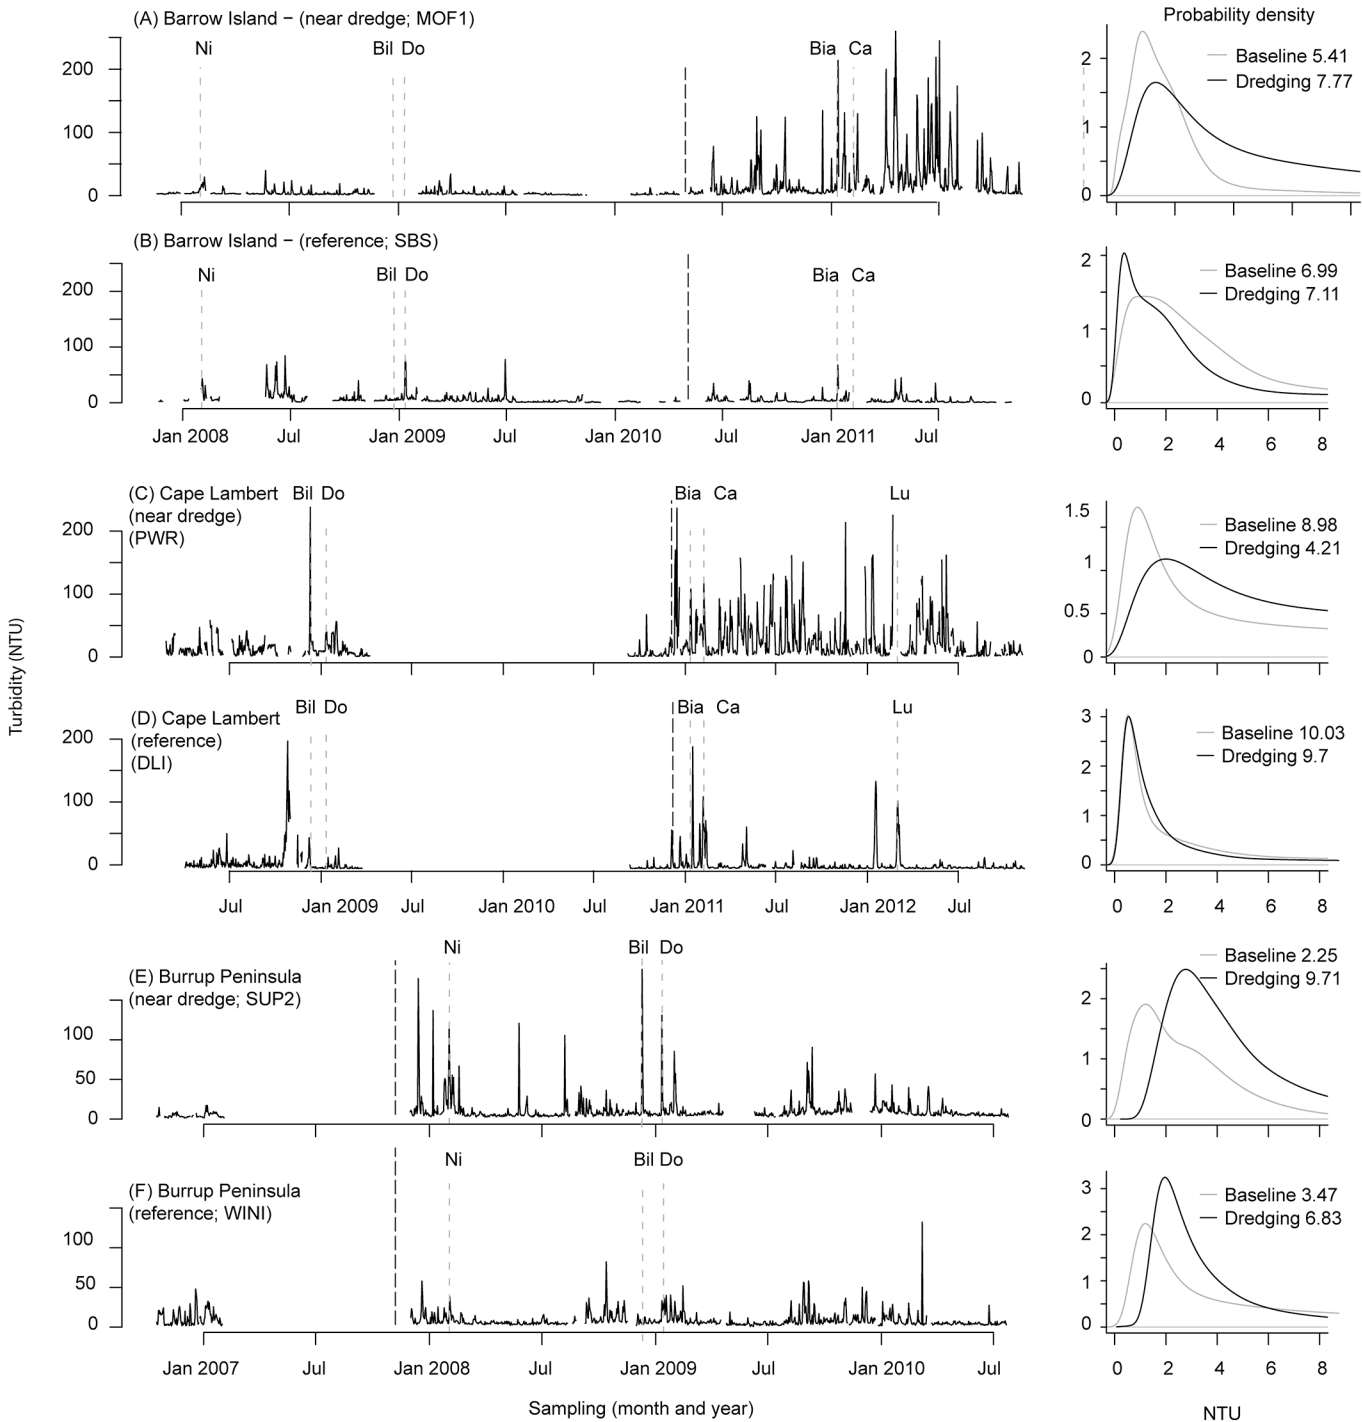 (A) Barrow Island − (near dredge; MOF1)
Probability density
Ni Bil Do Bia Ca
200
100
0
2
1
0
Baseline 5.41
Dredging 7.77
(B) Barrow Island − (reference; SBS)
Ni Bil Do Bia Ca
200
100
0
2
1
0
Baseline 6.99
Dredging 7.11
Jan 2008 Jul Jan 2009 Jul Jan 2010 Jul Jan 2011 Jul
0 2 4 6 8
(C) Cape Lambert
(near dredge)
(PWR)
Bil Do Bia Ca Lu
200
100
0
1.5
1
0.5
0
Baseline 8.98
Dredging 4.21
Turbidity (NTU)
(D) Cape Lambert
(reference)
(DLI)
Bil Do Bia Ca Lu
200
100
0
3
2
1
0
Baseline 10.03
Dredging 9.7
Jul Jan 2009 Jul Jan 2010 Jul Jan 2011 Jul Jan 2012 Jul
0 2 4 6 8
(E) Burrup Peninsula
(near dredge; SUP2)
Ni Bil Do
100
50
0
2
1
0
Baseline 2.25
Dredging 9.71
(F) Burrup Peninsula
(reference; WINI)
Ni Bil Do
100
50
0
3
2
1
0
Baseline 3.47
Dredging 6.83
Jan 2007 Jul Jan 2008 Jul Jan 2009 Jul Jan 2010 Jul
0 2 4 6 8
Sampling (month and year)
NTU